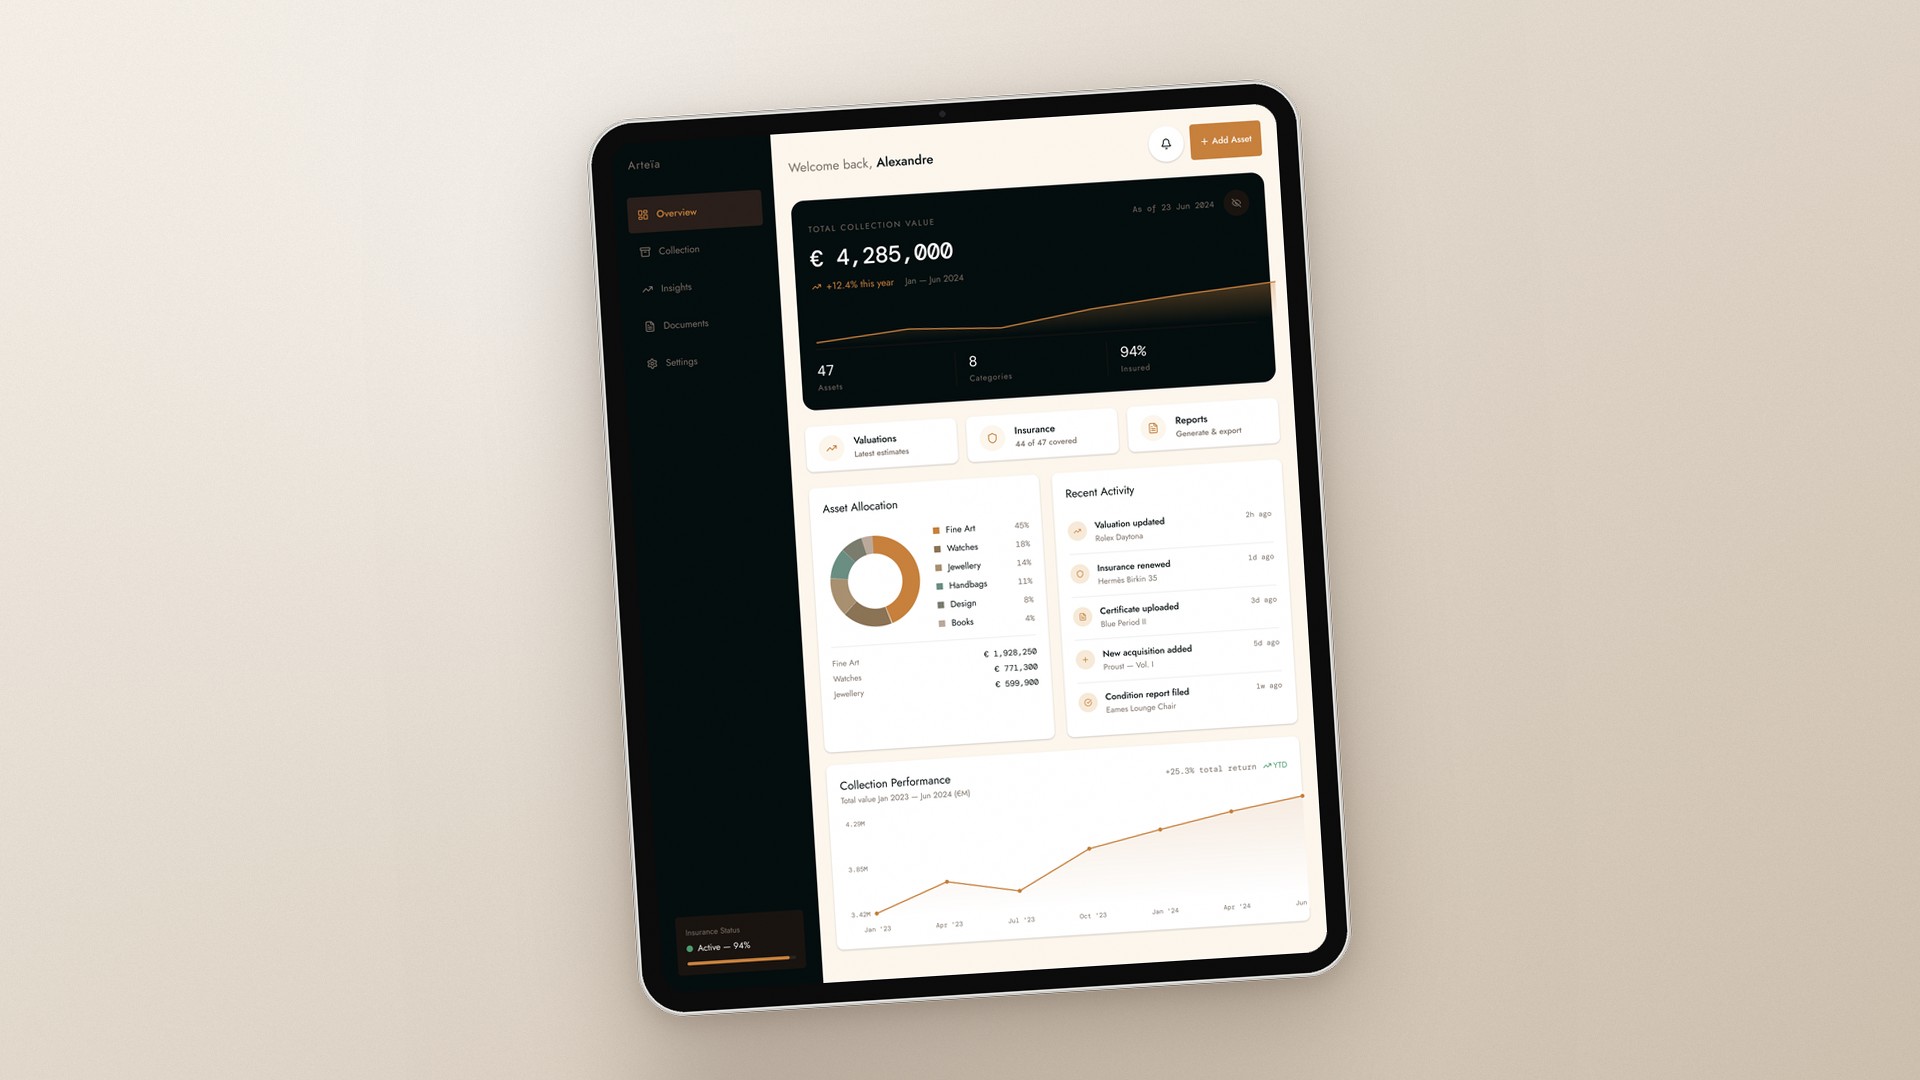 Arteïa
Overview
Collection
Insights
Documents
Settings
Insurance Status
Active — 94%
Welcome back, Alexandre
+ Add Asset
TOTAL COLLECTION VALUE
As of 23 Jun 2024
€ 4,285,000
+12.4% this year Jan — Jun 2024
47
Assets
8
Categories
94%
Insured
Valuations
Latest estimates
Insurance
44 of 47 covered
Reports
Generate & export
Asset Allocation
Fine Art 45%
Watches 18%
Jewellery 14%
Handbags 11%
Design 8%
Books 4%
Fine Art € 1,928,250
Watches € 771,300
Jewellery € 599,900
Recent Activity
Valuation updated 2h ago
Rolex Daytona
Insurance renewed 1d ago
Hermès Birkin 35
Certificate uploaded 3d ago
Blue Period II
New acquisition added 5d ago
Proust — Vol. I
Condition report filed 1w ago
Eames Lounge Chair
Collection Performance
Total value Jan 2023 — Jun 2024 (€M)
+25.3% total return YTD
4.29M
3.85M
3.42M
Jan '23 Apr '23 Jul '23 Oct '23 Jan '24 Apr '24 Jun